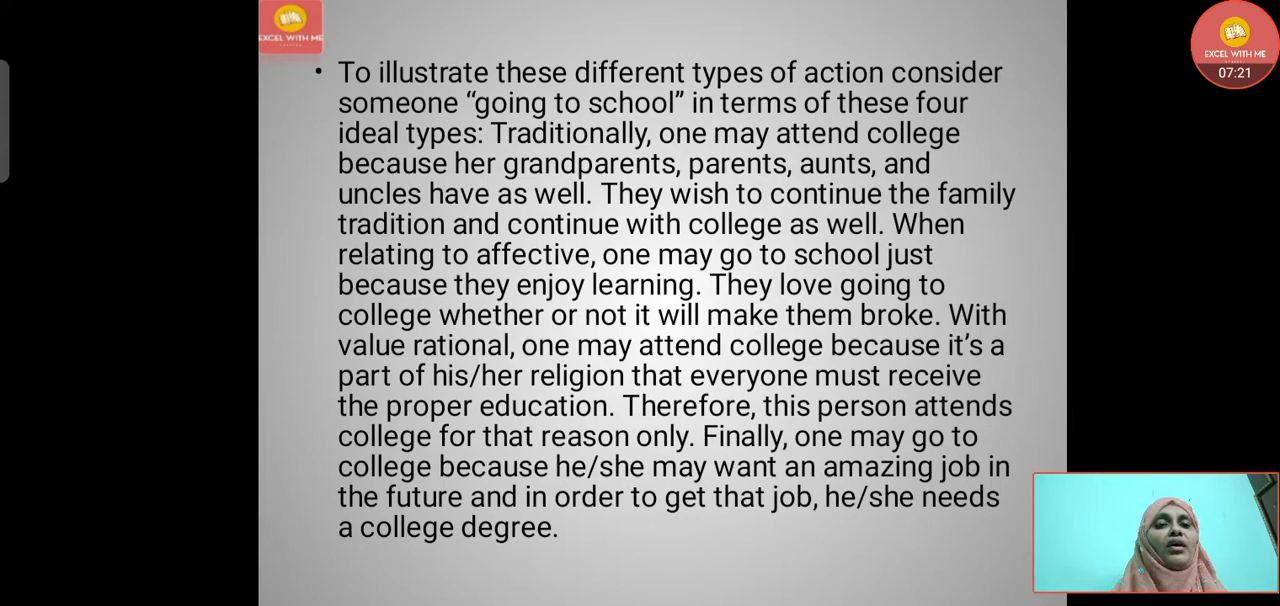 EXCEL WITH ME
EXCEL WITH ME
07:21
• To illustrate these different types of action consider
someone “going to school” in terms of these four
ideal types: Traditionally, one may attend college
because her grandparents, parents, aunts, and
uncles have as well. They wish to continue the family
tradition and continue with college as well. When
relating to affective, one may go to school just
because they enjoy learning. They love going to
college whether or not it will make them broke. With
value rational, one may attend college because it’s a
part of his/her religion that everyone must receive
the proper education. Therefore, this person attends
college for that reason only. Finally, one may go to
college because he/she may want an amazing job in
the future and in order to get that job, he/she needs
a college degree.